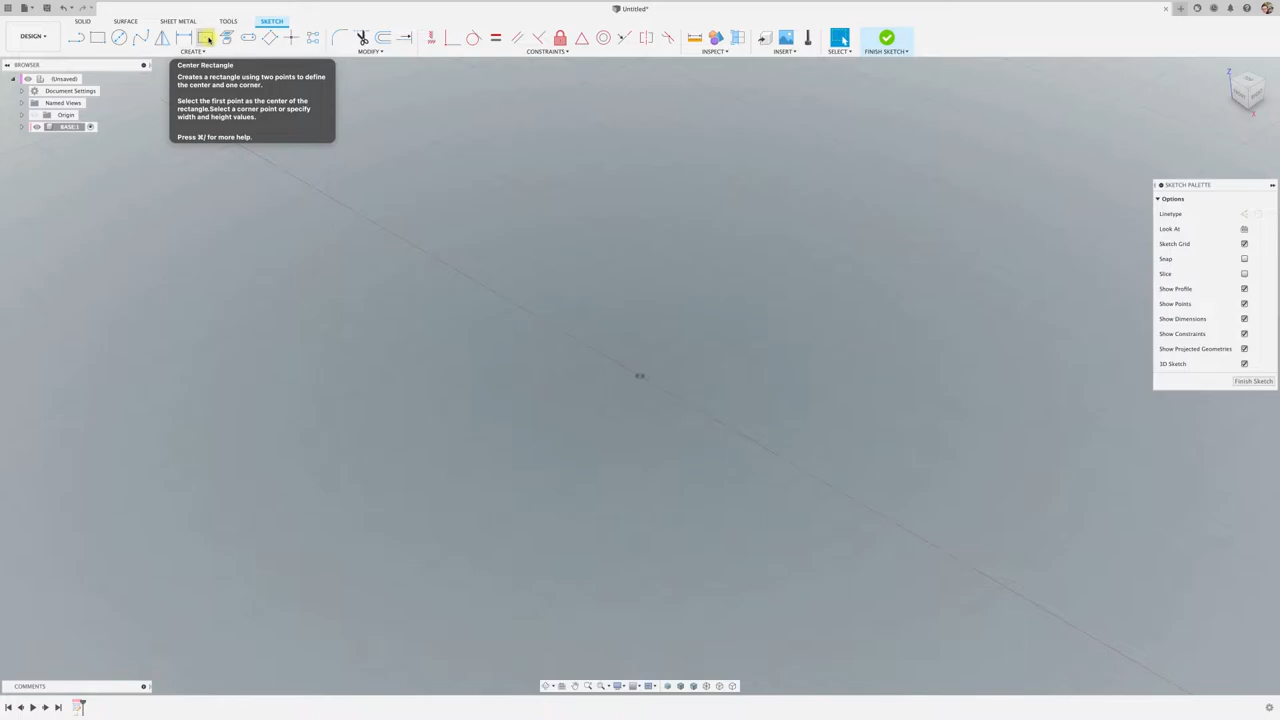 Untitled*
DESIGN
SOLID
SURFACE
SHEET METAL
TOOLS
SKETCH
CREATE
MODIFY
CONSTRAINTS
INSPECT
INSERT
SELECT
FINISH SKETCH
BROWSER
(Unsaved)
Document Settings
Named Views
Origin
BASE:1
Center Rectangle
Creates a rectangle using two points to define
the center and one corner.
Select the first point as the center of the
rectangle.Select a corner point or specify
width and height values.
Press ⌘/ for more help.
Z
X
SKETCH PALETTE
Options
Linetype
Look At
Sketch Grid
Snap
Slice
Show Profile
Show Points
Show Dimensions
Show Constraints
Show Projected Geometries
3D Sketch
Finish Sketch
COMMENTS